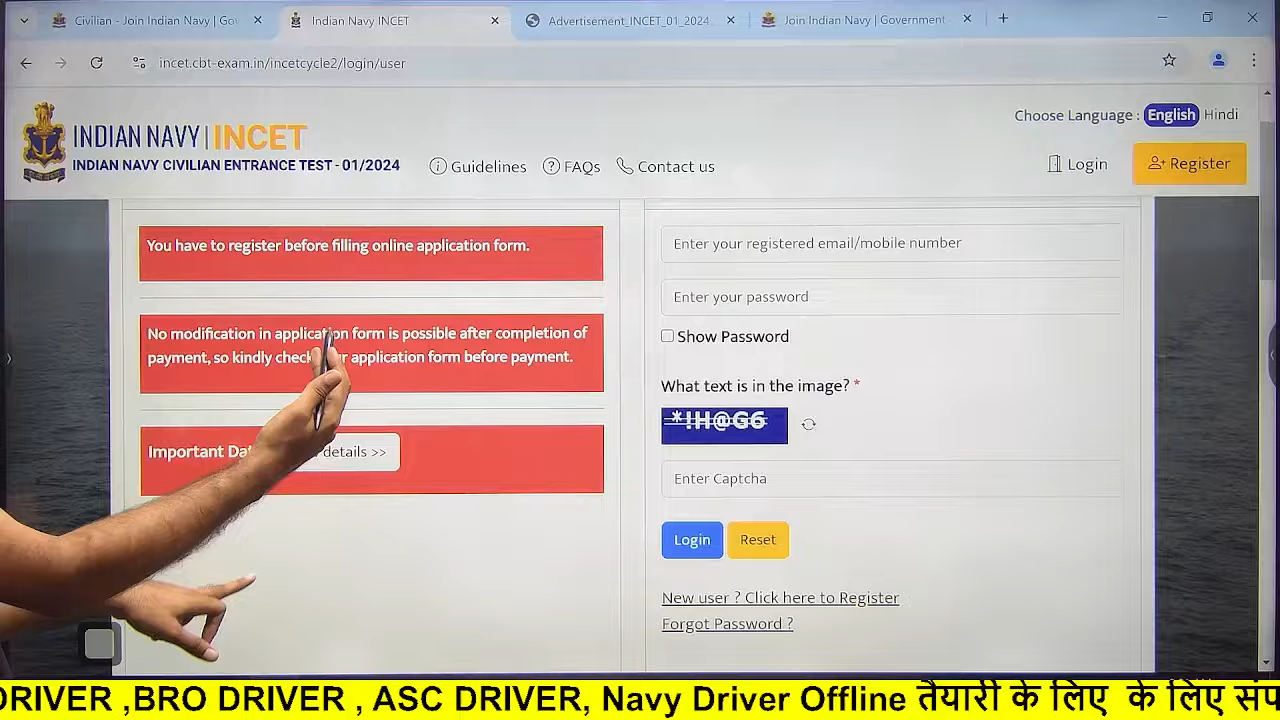 Civilian - Join Indian Navy | Go
Indian Navy INCET
Advertisement_INCET_01_2024
Join Indian Navy | Government
incet.cbt-exam.in/incetcycle2/login/user
Choose Language : English Hindi
INDIAN NAVY | INCET
INDIAN NAVY CIVILIAN ENTRANCE TEST - 01/2024
Guidelines
FAQs
Contact us
Login
Register
You have to register before filling online application form.
No modification in application form is possible after completion of
payment, so kindly check application form before payment.
Important details >>
Enter your registered email/mobile number
Enter your password
Show Password
What text is in the image? *
*!H@G6
Enter Captcha
Login
Reset
New user ? Click here to Register
Forgot Password ?
DRIVER ,BRO DRIVER , ASC DRIVER, Navy Driver Offline तैयारी के लिए के लिए